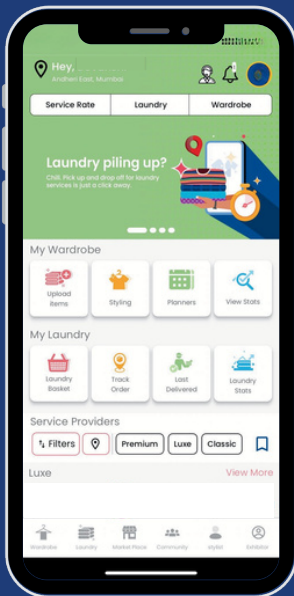 Hey,
Andheri East, Mumbai
Service Rate Laundry Wardrobe
Laundry piling up?
Chill. Pick up and drop off for laundry
services is just a click away.
My Wardrobe
Upload
items
Styling
Planners
View Stats
My Laundry
Laundry
Basket
Track
Order
Last
Delivered
Laundry
Stats
Service Providers
Filters Premium Luxe Classic
Luxe View More
Wardrobe Laundry Market Place Community Stylist Exhibitor